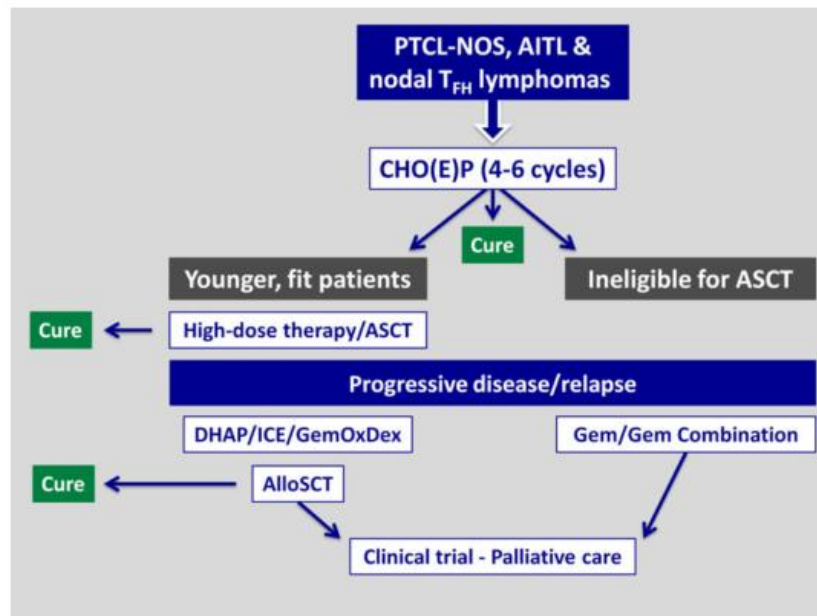 PTCL-NOS, AITL &
nodal TFH lymphomas
CHO(E)P (4-6 cycles)
Cure
Younger, fit patients
Ineligible for ASCT
Cure
High-dose therapy/ASCT
Progressive disease/relapse
DHAP/ICE/GemOxDex
Gem/Gem Combination
Cure
AlloSCT
Clinical trial - Palliative care